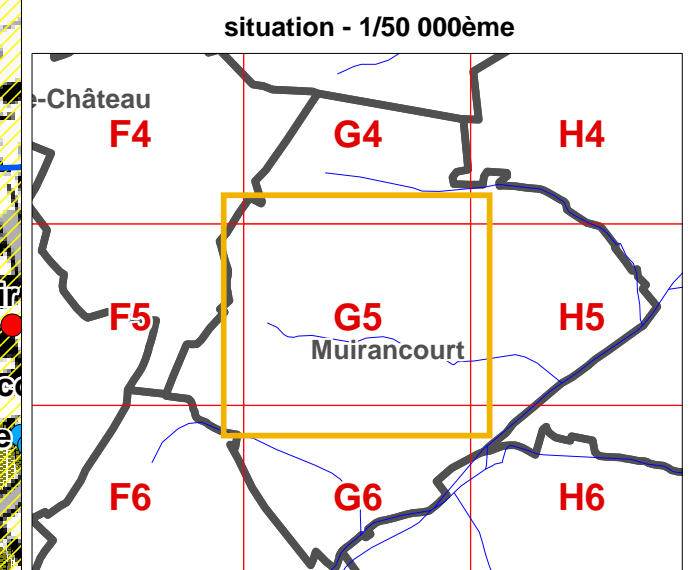 situation - 1/50 000ème
e-Château
F4 G4 H4
F5 G5 H5
Muirancourt
F6 G6 H6